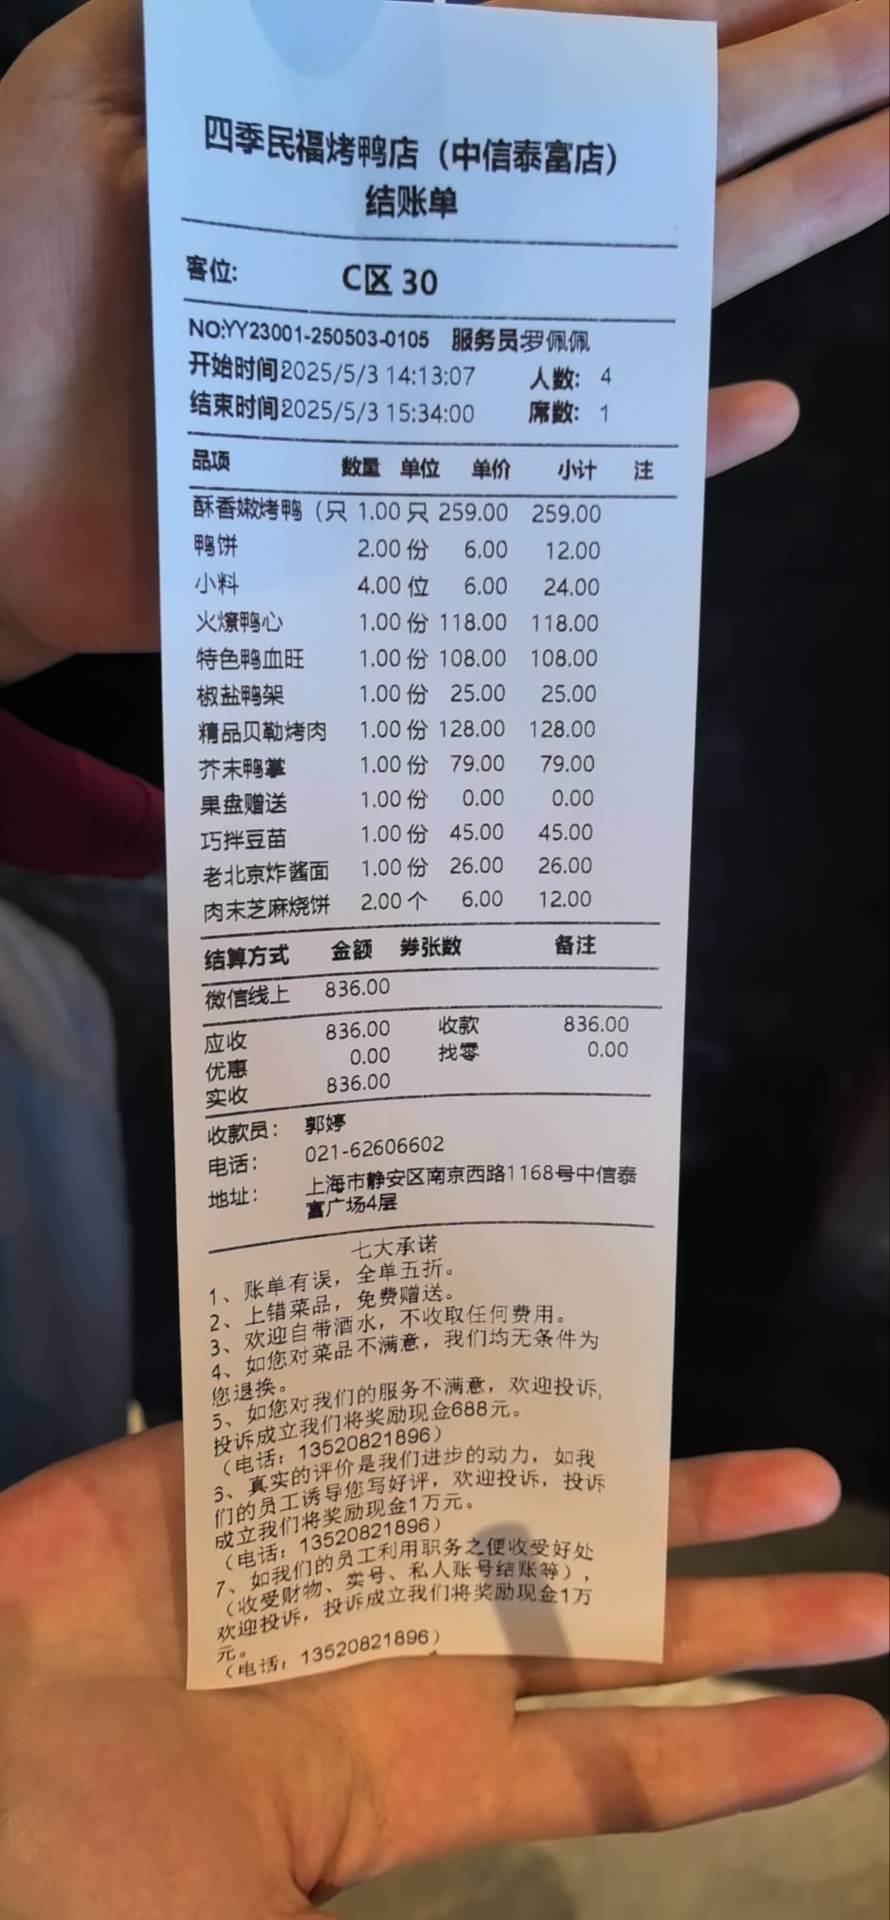 四季民福烤鸭店（中信泰富店）
结账单
客位: C区 30
NO:YY23001-250503-0105 服务员:罗佩佩
开始时间2025/5/3 14:13:07 人数: 4
结束时间2025/5/3 15:34:00 席数: 1
品项 数量 单位 单价 小计 注
酥香嫩烤鸭（只 1.00 只 259.00 259.00
鸭饼 2.00 份 6.00 12.00
小料 4.00 位 6.00 24.00
火燎鸭心 1.00 份 118.00 118.00
特色鸭血旺 1.00 份 108.00 108.00
椒盐鸭架 1.00 份 25.00 25.00
精品贝勒烤肉 1.00 份 128.00 128.00
芥末鸭掌 1.00 份 79.00 79.00
果盘赠送 1.00 份 0.00 0.00
巧拌豆苗 1.00 份 45.00 45.00
老北京炸酱面 1.00 份 26.00 26.00
肉末芝麻烧饼 2.00 个 6.00 12.00
结算方式 金额 券张数 备注
微信线上 836.00
应收 836.00 收款 836.00
优惠 0.00 找零 0.00
实收 836.00
收款员: 郭婷
电话: 021-62606602
地址: 上海市静安区南京西路1168号中信泰
富广场4层
七大承诺
1、账单有误，全单五折。
2、上错菜品，免费赠送。
3、欢迎自带酒水，不收取任何费用。
4、如您对菜品不满意，我们均无条件为
您退换。
5、如您对我们的服务不满意，欢迎投诉，
投诉成立我们将奖励现金688元。
（电话：13520821896）
6、真实的评价是我们进步的动力，如我
们的员工诱导您写好评，欢迎投诉，投诉
成立我们将奖励现金1万元。
（电话：13520821896）
7、如我们的员工利用职务之便收受好处
（收受财物、卖号、私人账号结账等），
欢迎投诉，投诉成立我们将奖励现金1万
元。
（电话：13520821896）